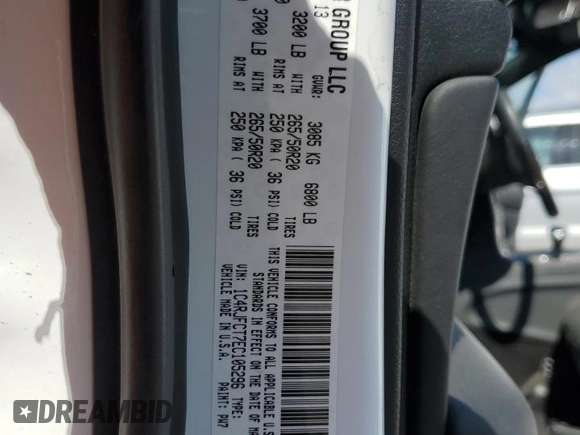 R GROUP LLC
13 GVWR: 3085 KG 6800 LB
3200 LB WITH 265/50R20 TIRES
RIMS AT 250 KPA ( 36 PSI) COLD
3700 LB WITH 265/50R20 TIRES
RIMS AT 250 KPA ( 36 PSI) COLD
THIS VEHICLE CONFORMS TO ALL APPLICABLE U.S
STANDARDS IN EFFECT ON THE DATE OF MA
VIN: 1C4RJFCT7EC105296 TYPE:
VEHICLE MADE IN U.S.A. PAINT: PW7
DREAMBID